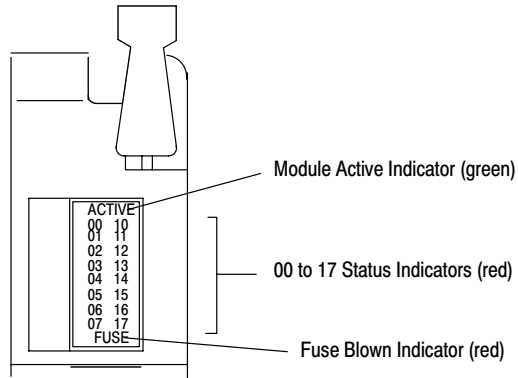 ACTIVE
00 10
01 11
02 12
03 13
04 14
05 15
06 16
07 17
FUSE
Module Active Indicator (green)
00 to 17 Status Indicators (red)
Fuse Blown Indicator (red)